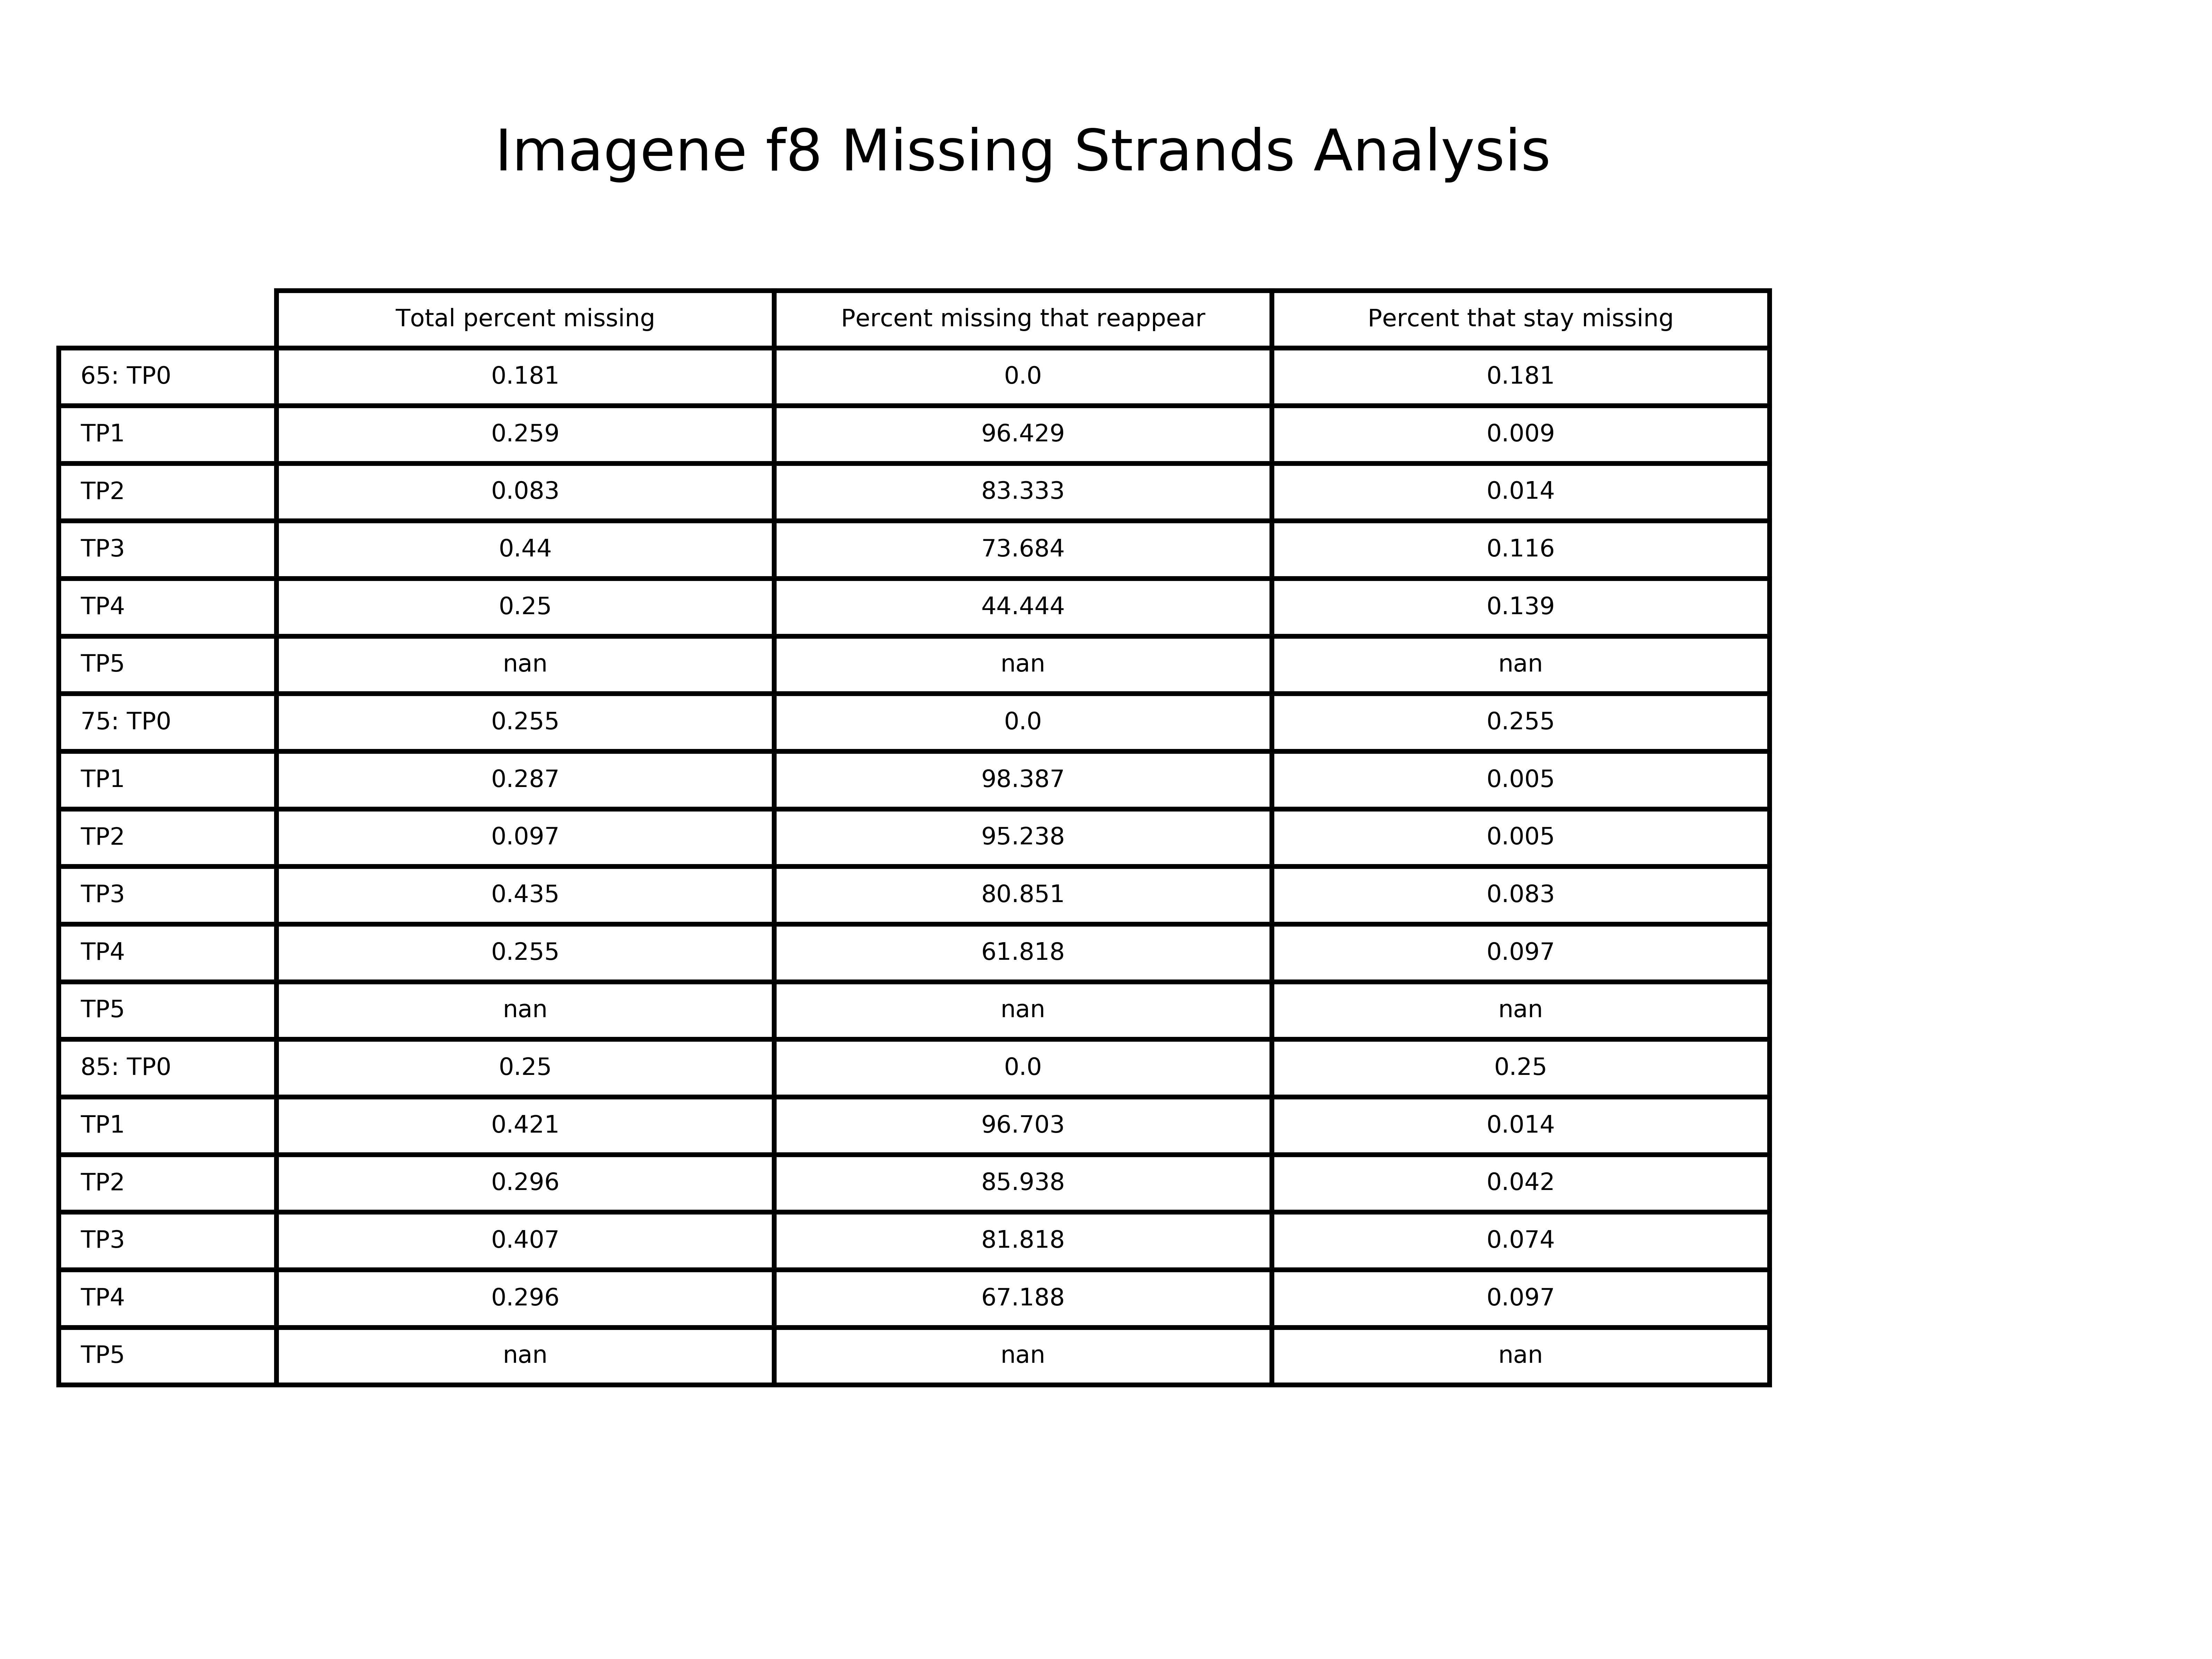 Imagene f8 Missing Strands Analysis
Total percent missing Percent missing that reappear Percent that stay missing
65: TP0 0.181 0.0 0.181
TP1 0.259 96.429 0.009
TP2 0.083 83.333 0.014
TP3 0.44 73.684 0.116
TP4 0.25 44.444 0.139
TP5 nan nan nan
75: TP0 0.255 0.0 0.255
TP1 0.287 98.387 0.005
TP2 0.097 95.238 0.005
TP3 0.435 80.851 0.083
TP4 0.255 61.818 0.097
TP5 nan nan nan
85: TP0 0.25 0.0 0.25
TP1 0.421 96.703 0.014
TP2 0.296 85.938 0.042
TP3 0.407 81.818 0.074
TP4 0.296 67.188 0.097
TP5 nan nan nan